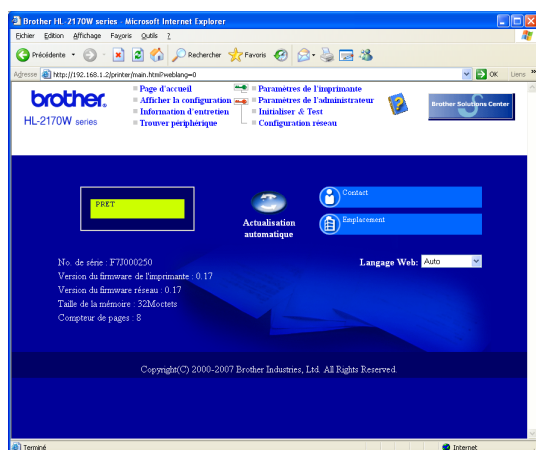 Brother HL-2170W series - Microsoft Internet Explorer
Fichier Edition Affichage Favoris Outils ?
Précédente Rechercher Favoris
Adresse http://192.168.1.2/printer/main.html?weblang=0 OK Liens »
brother.
HL-2170W series
Page d'accueil
Afficher la configuration
Information d'entretien
Trouver périphérique
Paramètres de l'imprimante
Paramètres de l'administrateur
Initialiser & Test
Configuration réseau
Brother Solutions Center
PRET
Actualisation
automatique
Contact
Emplacement
No. de série : F7J000250
Version du firmware de l'imprimante : 0.17
Version du firmware réseau : 0.17
Taille de la mémoire : 32Moctets
Compteur de pages : 8
Langage Web: Auto
Copyright(C) 2000-2007 Brother Industries, Ltd. All Rights Reserved.
Terminé Internet